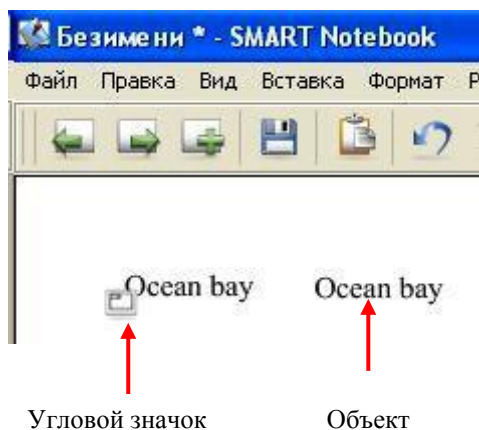 Безимени * - SMART Notebook
Файл Правка Вид Вставка Формат Р
Ocean bay Ocean bay
Угловой значок Объект